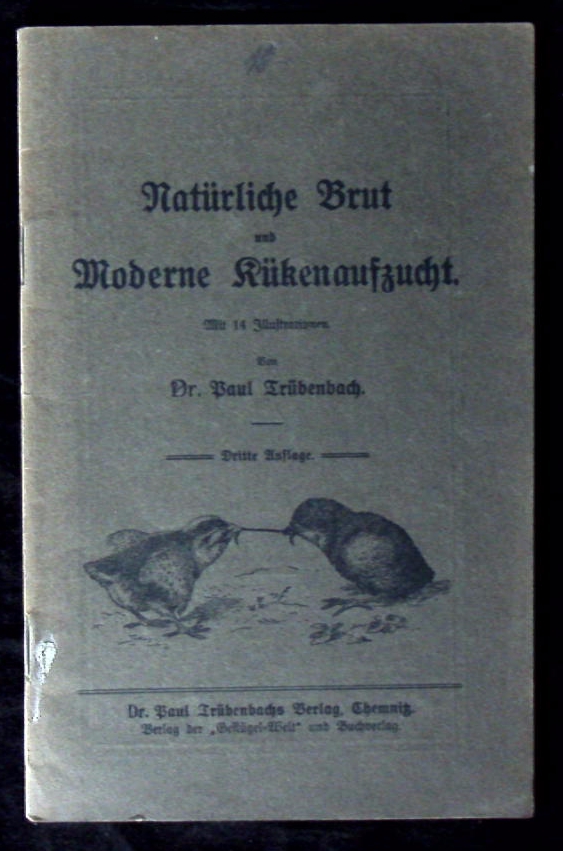 Natürliche Brut
und
Moderne Kükenaufzucht.
Mit 14 Illustrationen.
Von
Dr. Paul Trübenbach.
Dritte Auflage.
Dr. Paul Trübenbachs Verlag, Chemnitz.
Verlag der „Geflügel-Welt“ und Buchverlag.